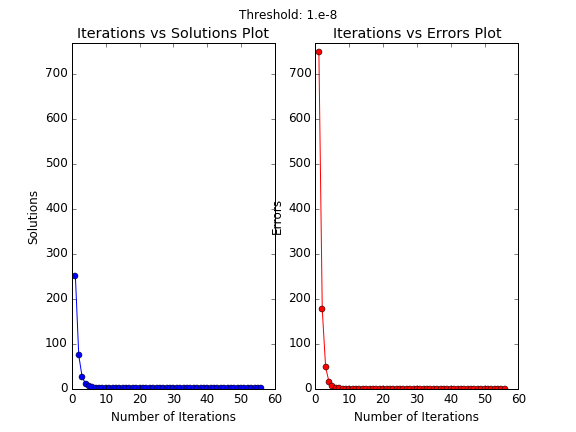 Threshold: 1.e-8
Iterations vs Solutions Plot
700
600
500
400
300
200
100
0
0 10 20 30 40 50 60
Solutions
Number of Iterations
Iterations vs Errors Plot
700
600
500
400
300
200
100
0
0 10 20 30 40 50 60
Errors
Number of Iterations